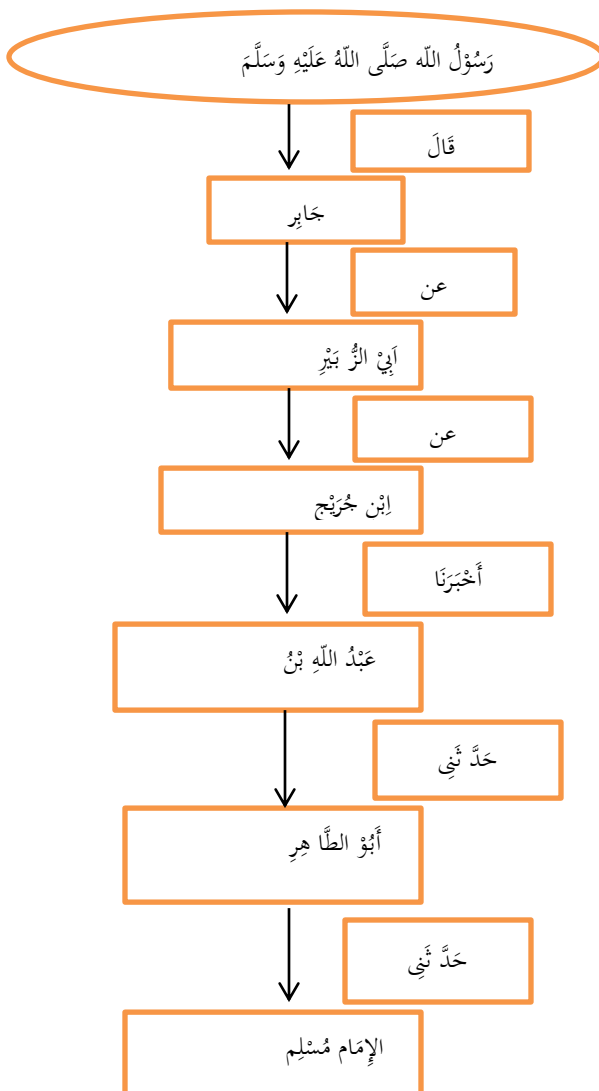 رَسُوْلُ اللّه صَلَّى اللّهُ عَلَيْهِ وَسَلَّمَ
قَالَ
جَابِر
عن
اَبِيْ الزُّ بَيْرِ
عن
اِبْن جُرَيْج
أَخْبَرَنَا
عَبْدُ اللّهِ بْنُ
حَدَّ ثَنِى
أَبُوْ الطَّا هِرِ
حَدَّ ثَنِى
الإِمَام مُسْلِم